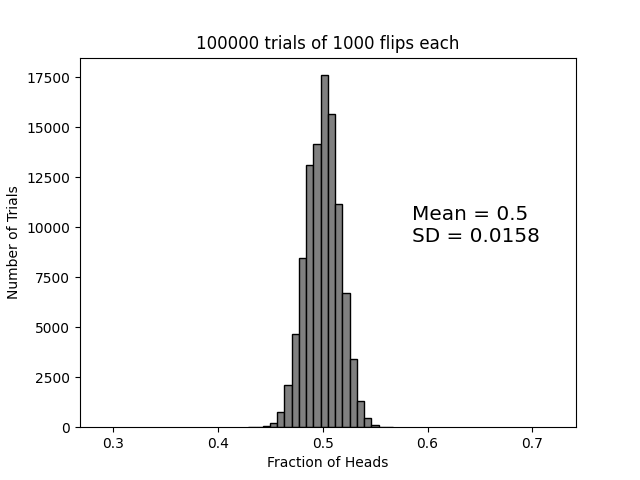 100000 trials of 1000 flips each
17500
15000
12500
10000
7500
5000
2500
0
Number of Trials
Mean = 0.5
SD = 0.0158
0.3 0.4 0.5 0.6 0.7
Fraction of Heads